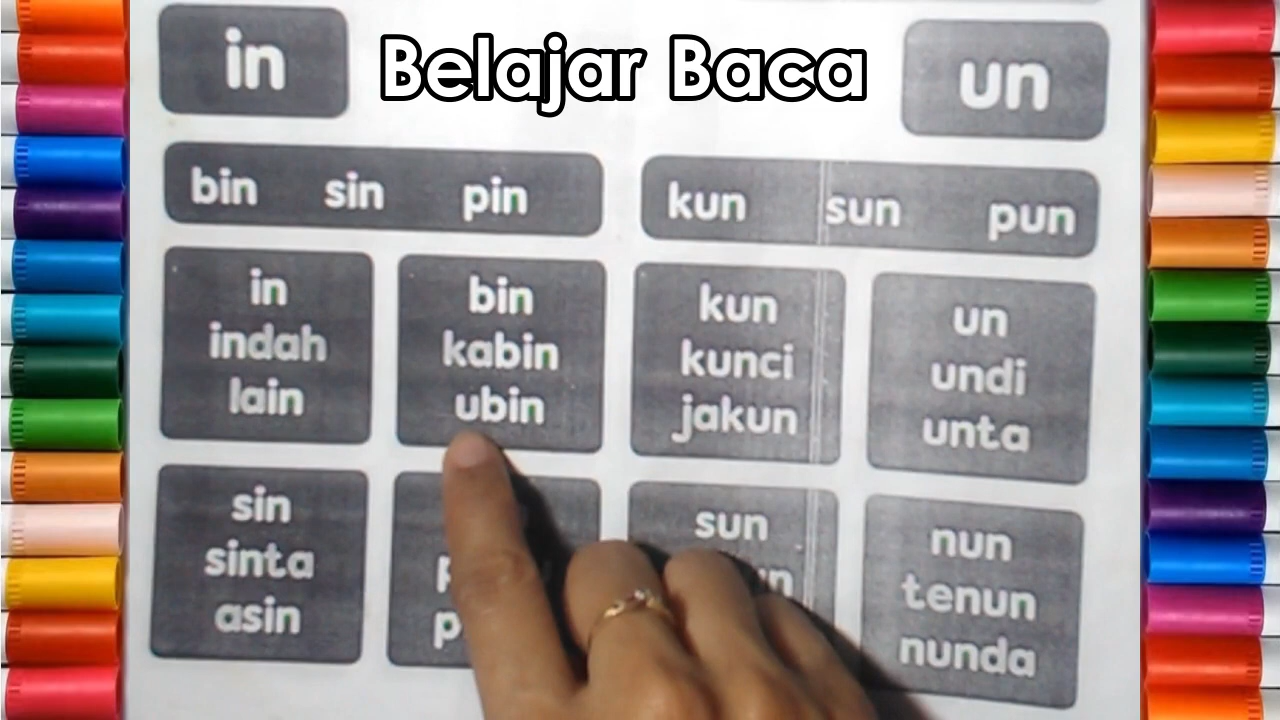 in
Belajar Baca
un
bin sin pin
kun sun pun
in
indah
lain
bin
kabin
ubin
kun
kunci
jakun
un
undi
unta
sin
sinta
asin
sun
nun
tenun
nunda